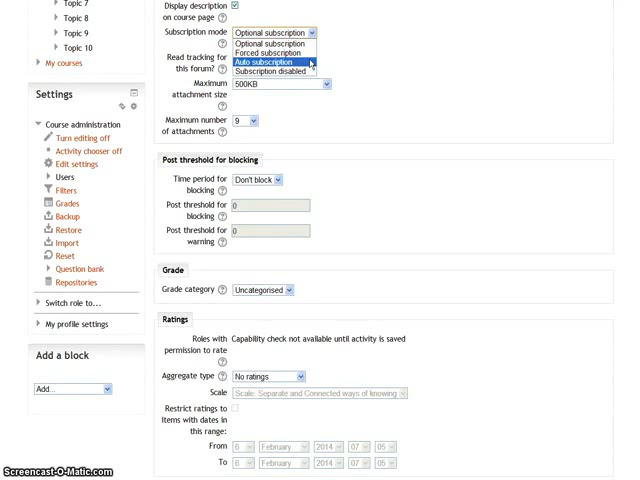 Topic 7
Topic 8
Topic 9
Topic 10
My courses
Settings
Course administration
Turn editing off
Activity chooser off
Edit settings
Users
Filters
Grades
Backup
Restore
Import
Reset
Question bank
Repositories
Switch role to...
My profile settings
Add a block
Add...
Display description
on course page
Subscription mode Optional subscription
Optional subscription
Forced subscription
Auto subscription
Subscription disabled
Read tracking for
this forum?
Maximum 500KB
attachment size
Maximum number 9
of attachments
Post threshold for blocking
Time period for Don't block
blocking
Post threshold for 0
blocking
Post threshold for 0
warning
Grade
Grade category Uncategorised
Ratings
Roles with Capability check not available until activity is saved
permission to rate
Aggregate type No ratings
Scale Scale: Separate and Connected ways of knowing
Restrict ratings to
items with dates in
this range:
From 6 February 2014 07 05
To 6 February 2014 07 05
Screencast-O-Matic.com